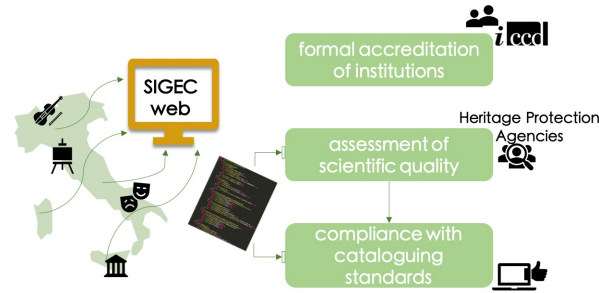 SIGEC
web
formal accreditation
of institutions
iccd
Heritage Protection
Agencies
assessment of
scientific quality
compliance with
cataloguing
standards